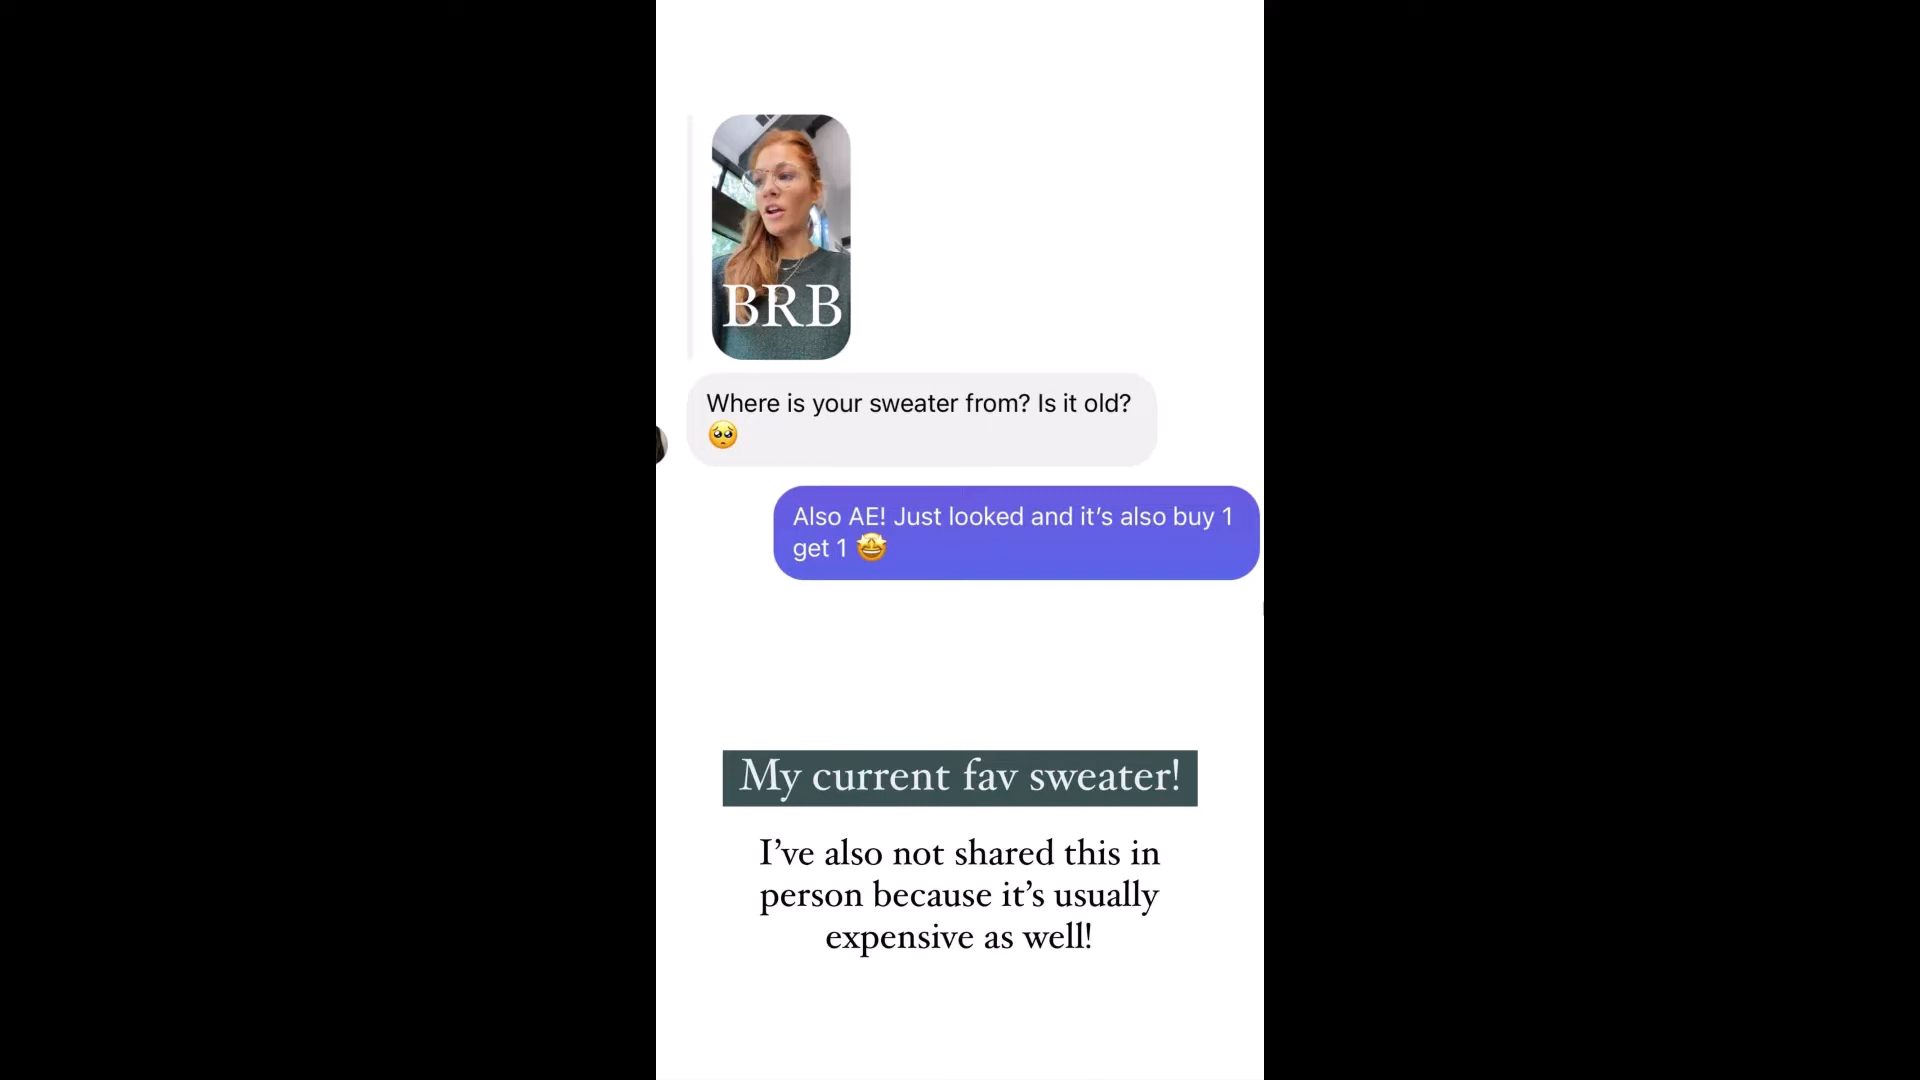 BRB
Where is your sweater from? Is it old?
🥺
Also AE! Just looked and it’s also buy 1
get 1 🤩
My current fav sweater!
I’ve also not shared this in
person because it’s usually
expensive as well!